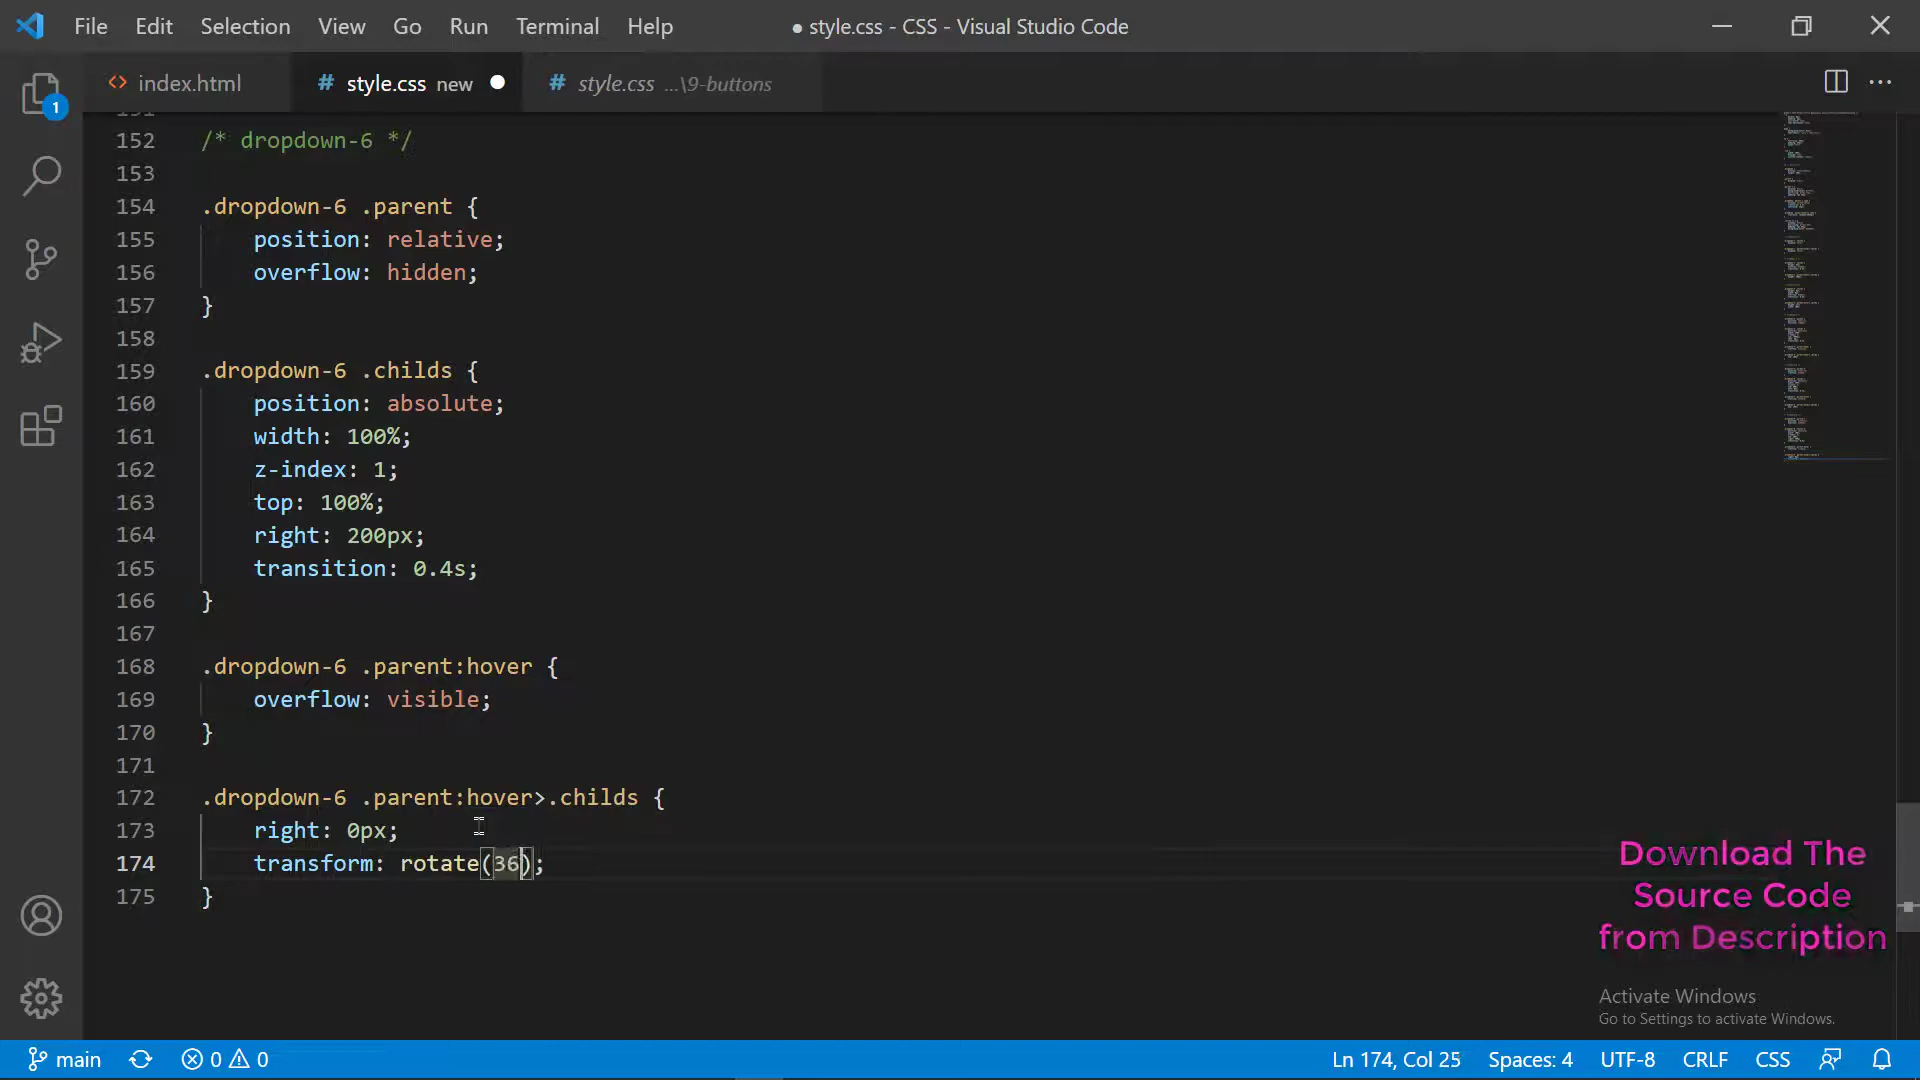 File Edit Selection View Go Run Terminal Help ● style.css - CSS - Visual Studio Code
index.html # style.css new # style.css ...\9-buttons
1
152 /* dropdown-6 */
153
154 .dropdown-6 .parent {
155 position: relative;
156 overflow: hidden;
157 }
158
159 .dropdown-6 .childs {
160 position: absolute;
161 width: 100%;
162 z-index: 1;
163 top: 100%;
164 right: 200px;
165 transition: 0.4s;
166 }
167
168 .dropdown-6 .parent:hover {
169 overflow: visible;
170 }
171
172 .dropdown-6 .parent:hover>.childs {
173 right: 0px;
174 transform: rotate(36);
175 }
Download The
Source Code
from Description
Activate Windows
Go to Settings to activate Windows.
main 0 0 Ln 174, Col 25 Spaces: 4 UTF-8 CRLF CSS